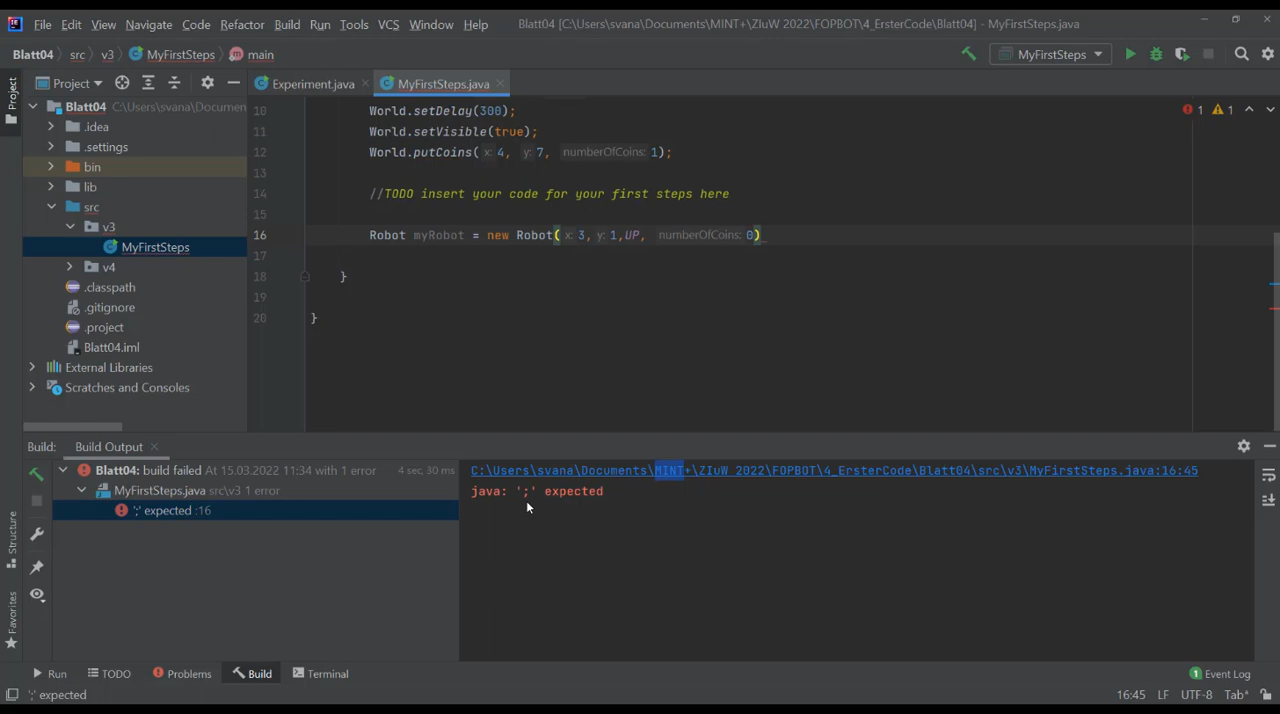 File Edit View Navigate Code Refactor Build Run Tools VCS Window Help Blatt04 [C:\Users\svana\Documents\MINT+\ZIuW 2022\FOPBOT\4_ErsterCode\Blatt04] - MyFirstSteps.java
Blatt04 src v3 MyFirstSteps main MyFirstSteps
Project
Project
Experiment.java
MyFirstSteps.java
Blatt04 C:\Users\svana\Documen
.idea
.settings
bin
lib
src
v3
MyFirstSteps
v4
.classpath
.gitignore
.project
Blatt04.iml
External Libraries
Scratches and Consoles
1 1
10 World.setDelay(300);
11 World.setVisible(true);
12 World.putCoins( x: 4, y: 7, numberOfCoins: 1);
13
14 //TODO insert your code for your first steps here
15
16 Robot myRobot = new Robot( x: 3, y: 1,UP, numberOfCoins: 0)
17
18 }
19
20 }
Build: Build Output
Blatt04: build failed At 15.03.2022 11:34 with 1 error 4 sec, 30 ms
MyFirstSteps.java src\v3 1 error
';' expected :16
C:\Users\svana\Documents\MINT+\ZIuW 2022\FOPBOT\4_ErsterCode\Blatt04\src\v3\MyFirstSteps.java:16:45
java: ';' expected
Structure
Favorites
Run TODO Problems Build Terminal 1 Event Log
';' expected 16:45 LF UTF-8 Tab*